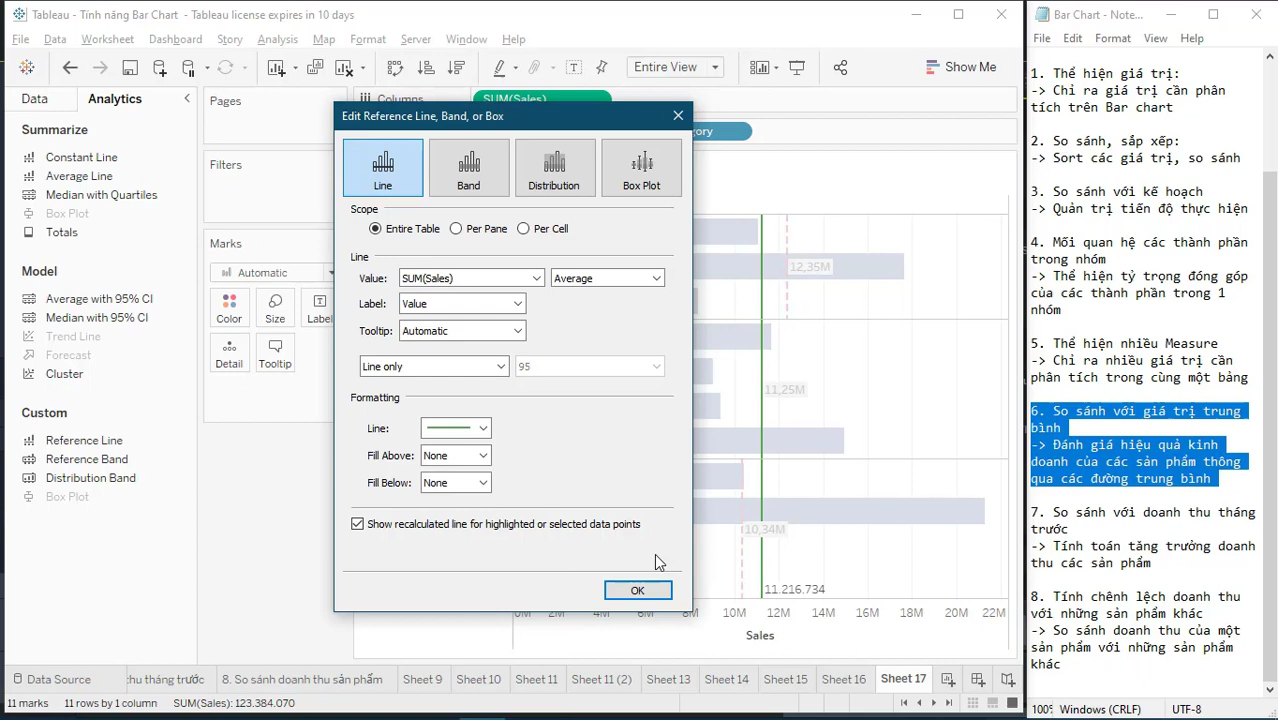 Tableau - Tính năng Bar Chart - Tableau license expires in 10 days
File Data Worksheet Dashboard Story Analysis Map Format Server Window Help
Entire View
Show Me
Data Analytics
Summarize
Constant Line
Average Line
Median with Quartiles
Box Plot
Totals
Model
Average with 95% CI
Median with 95% CI
Trend Line
Forecast
Cluster
Custom
Reference Line
Reference Band
Distribution Band
Box Plot
Pages
Filters
Marks
Automatic
Color Size Label
Detail Tooltip
Columns SUM(Sales)
gory
Edit Reference Line, Band, or Box
Line Band Distribution Box Plot
Scope
Entire Table Per Pane Per Cell
Line
Value: SUM(Sales) Average
Label: Value
Tooltip: Automatic
Line only 95
Formatting
Line:
Fill Above: None
Fill Below: None
Show recalculated line for highlighted or selected data points
OK
12,35M
11,25M
10,34M
11.216.734
0M 2M 4M 6M 8M 10M 12M 14M 16M 18M 20M 22M
Sales
Data Source thu tháng trước 8. So sánh doanh thu sản phẩm Sheet 9 Sheet 10 Sheet 11 Sheet 11 (2) Sheet 13 Sheet 14 Sheet 15 Sheet 16 Sheet 17
11 marks 11 rows by 1 column SUM(Sales): 123.384.070
Bar Chart - Note...
File Edit Format View Help
1. Thể hiện giá trị:
-> Chỉ ra giá trị cần phân
tích trên Bar chart
2. So sánh, sắp xếp:
-> Sort các giá trị, so sánh
3. So sánh với kế hoạch
-> Quản trị tiến độ thực hiện
4. Mối quan hệ các thành phần
trong nhóm
-> Thể hiện tỷ trọng đóng góp
của các thành phần trong 1
nhóm
5. Thể hiện nhiều Measure
-> Chỉ ra nhiều giá trị cần
phân tích trong cùng một bảng
6. So sánh với giá trị trung
bình
-> Đánh giá hiệu quả kinh
doanh của các sản phẩm thông
qua các đường trung bình
7. So sánh với doanh thu tháng
trước
-> Tính toán tăng trưởng doanh
thu các sản phẩm
8. Tính chênh lệch doanh thu
với những sản phẩm khác
-> So sánh doanh thu của một
sản phẩm với những sản phẩm
khác
100% Windows (CRLF) UTF-8